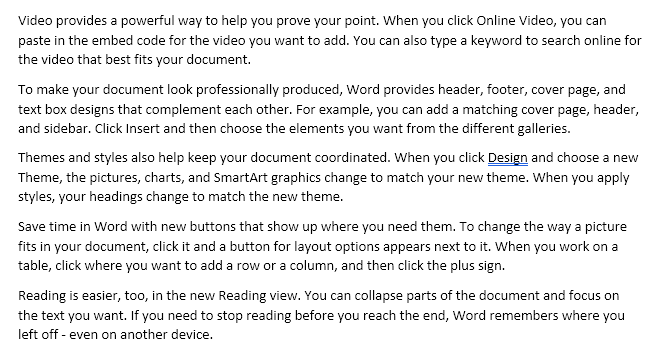 Video provides a powerful way to help you prove your point. When you click Online Video, you can
paste in the embed code for the video you want to add. You can also type a keyword to search online for
the video that best fits your document.
To make your document look professionally produced, Word provides header, footer, cover page, and
text box designs that complement each other. For example, you can add a matching cover page, header,
and sidebar. Click Insert and then choose the elements you want from the different galleries.
Themes and styles also help keep your document coordinated. When you click Design and choose a new
Theme, the pictures, charts, and SmartArt graphics change to match your new theme. When you apply
styles, your headings change to match the new theme.
Save time in Word with new buttons that show up where you need them. To change the way a picture
fits in your document, click it and a button for layout options appears next to it. When you work on a
table, click where you want to add a row or a column, and then click the plus sign.
Reading is easier, too, in the new Reading view. You can collapse parts of the document and focus on
the text you want. If you need to stop reading before you reach the end, Word remembers where you
left off - even on another device.